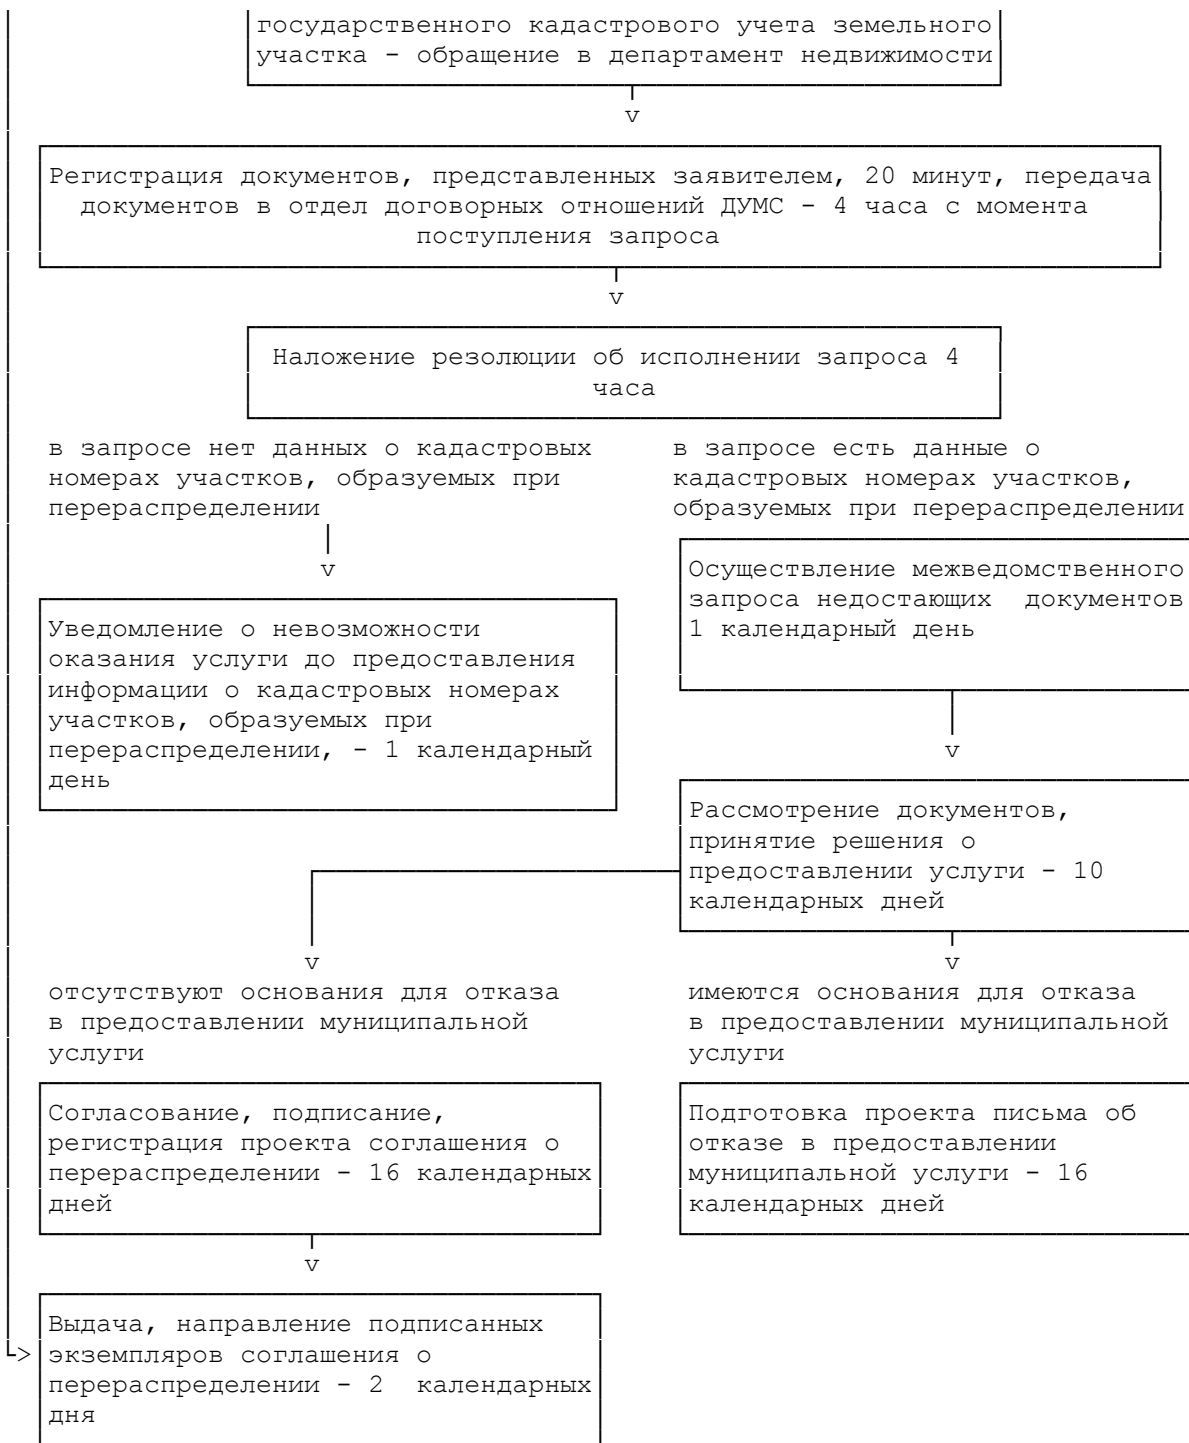 государственного кадастрового учета земельного
участка - обращение в департамент недвижимости
v
Регистрация документов, представленных заявителем, 20 минут, передача
документов в отдел договорных отношений ДУМС - 4 часа с момента
поступления запроса
v
Наложение резолюции об исполнении запроса 4
часа
в запросе нет данных о кадастровых
номерах участков, образуемых при
перераспределении
v
Уведомление о невозможности
оказания услуги до предоставления
информации о кадастровых номерах
участков, образуемых при
перераспределении, - 1 календарный
день
в запросе есть данные о
кадастровых номерах участков,
образуемых при перераспределении
Осуществление межведомственного
запроса недостающих  документов
1 календарный день
v
Рассмотрение документов,
принятие решения о
предоставлении услуги - 10
календарных дней
v
v
отсутствуют основания для отказа
в предоставлении муниципальной
услуги
Согласование, подписание,
регистрация проекта соглашения о
перераспределении - 16 календарных
дней
v
имеются основания для отказа
в предоставлении муниципальной
услуги
Подготовка проекта письма об
отказе в предоставлении
муниципальной услуги - 16
календарных дней
>
Выдача, направление подписанных
экземпляров соглашения о
перераспределении - 2  календарных
дня